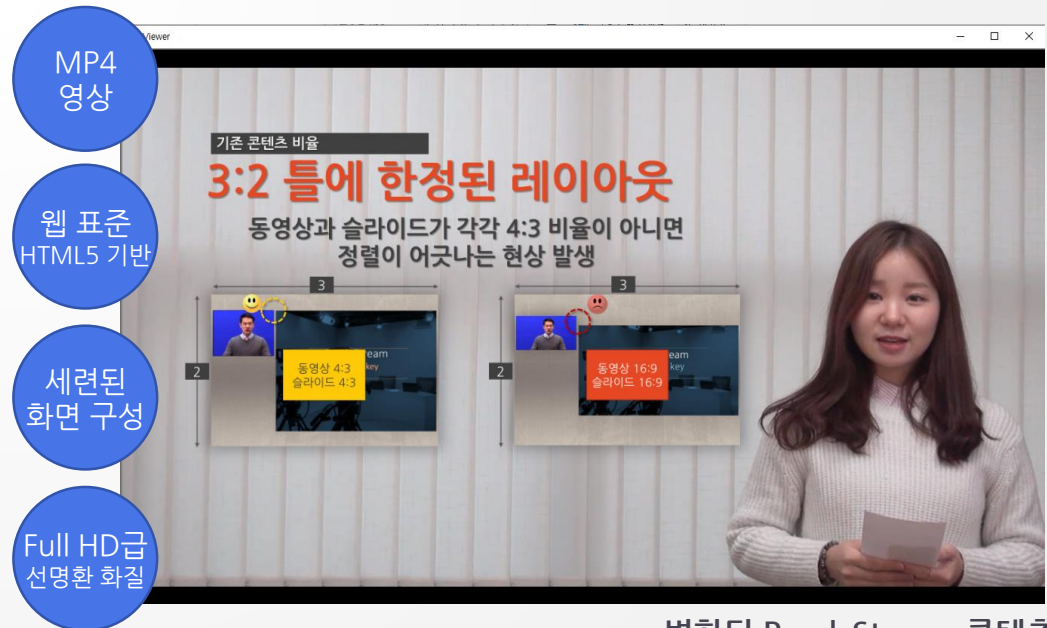 MP4
영상
웹 표준
HTML5 기반
세련된
화면 구성
Full HD급
선명환 화질
Viewer
기존 콘텐츠 비율
3:2 틀에 한정된 레이아웃
동영상과 슬라이드가 각각 4:3 비율이 아니면
정렬이 어긋나는 현상 발생
3
2
eam
key
동영상 4:3
슬라이드 4:3
3
2
eam
key
동영상 16:9
슬라이드 16:9